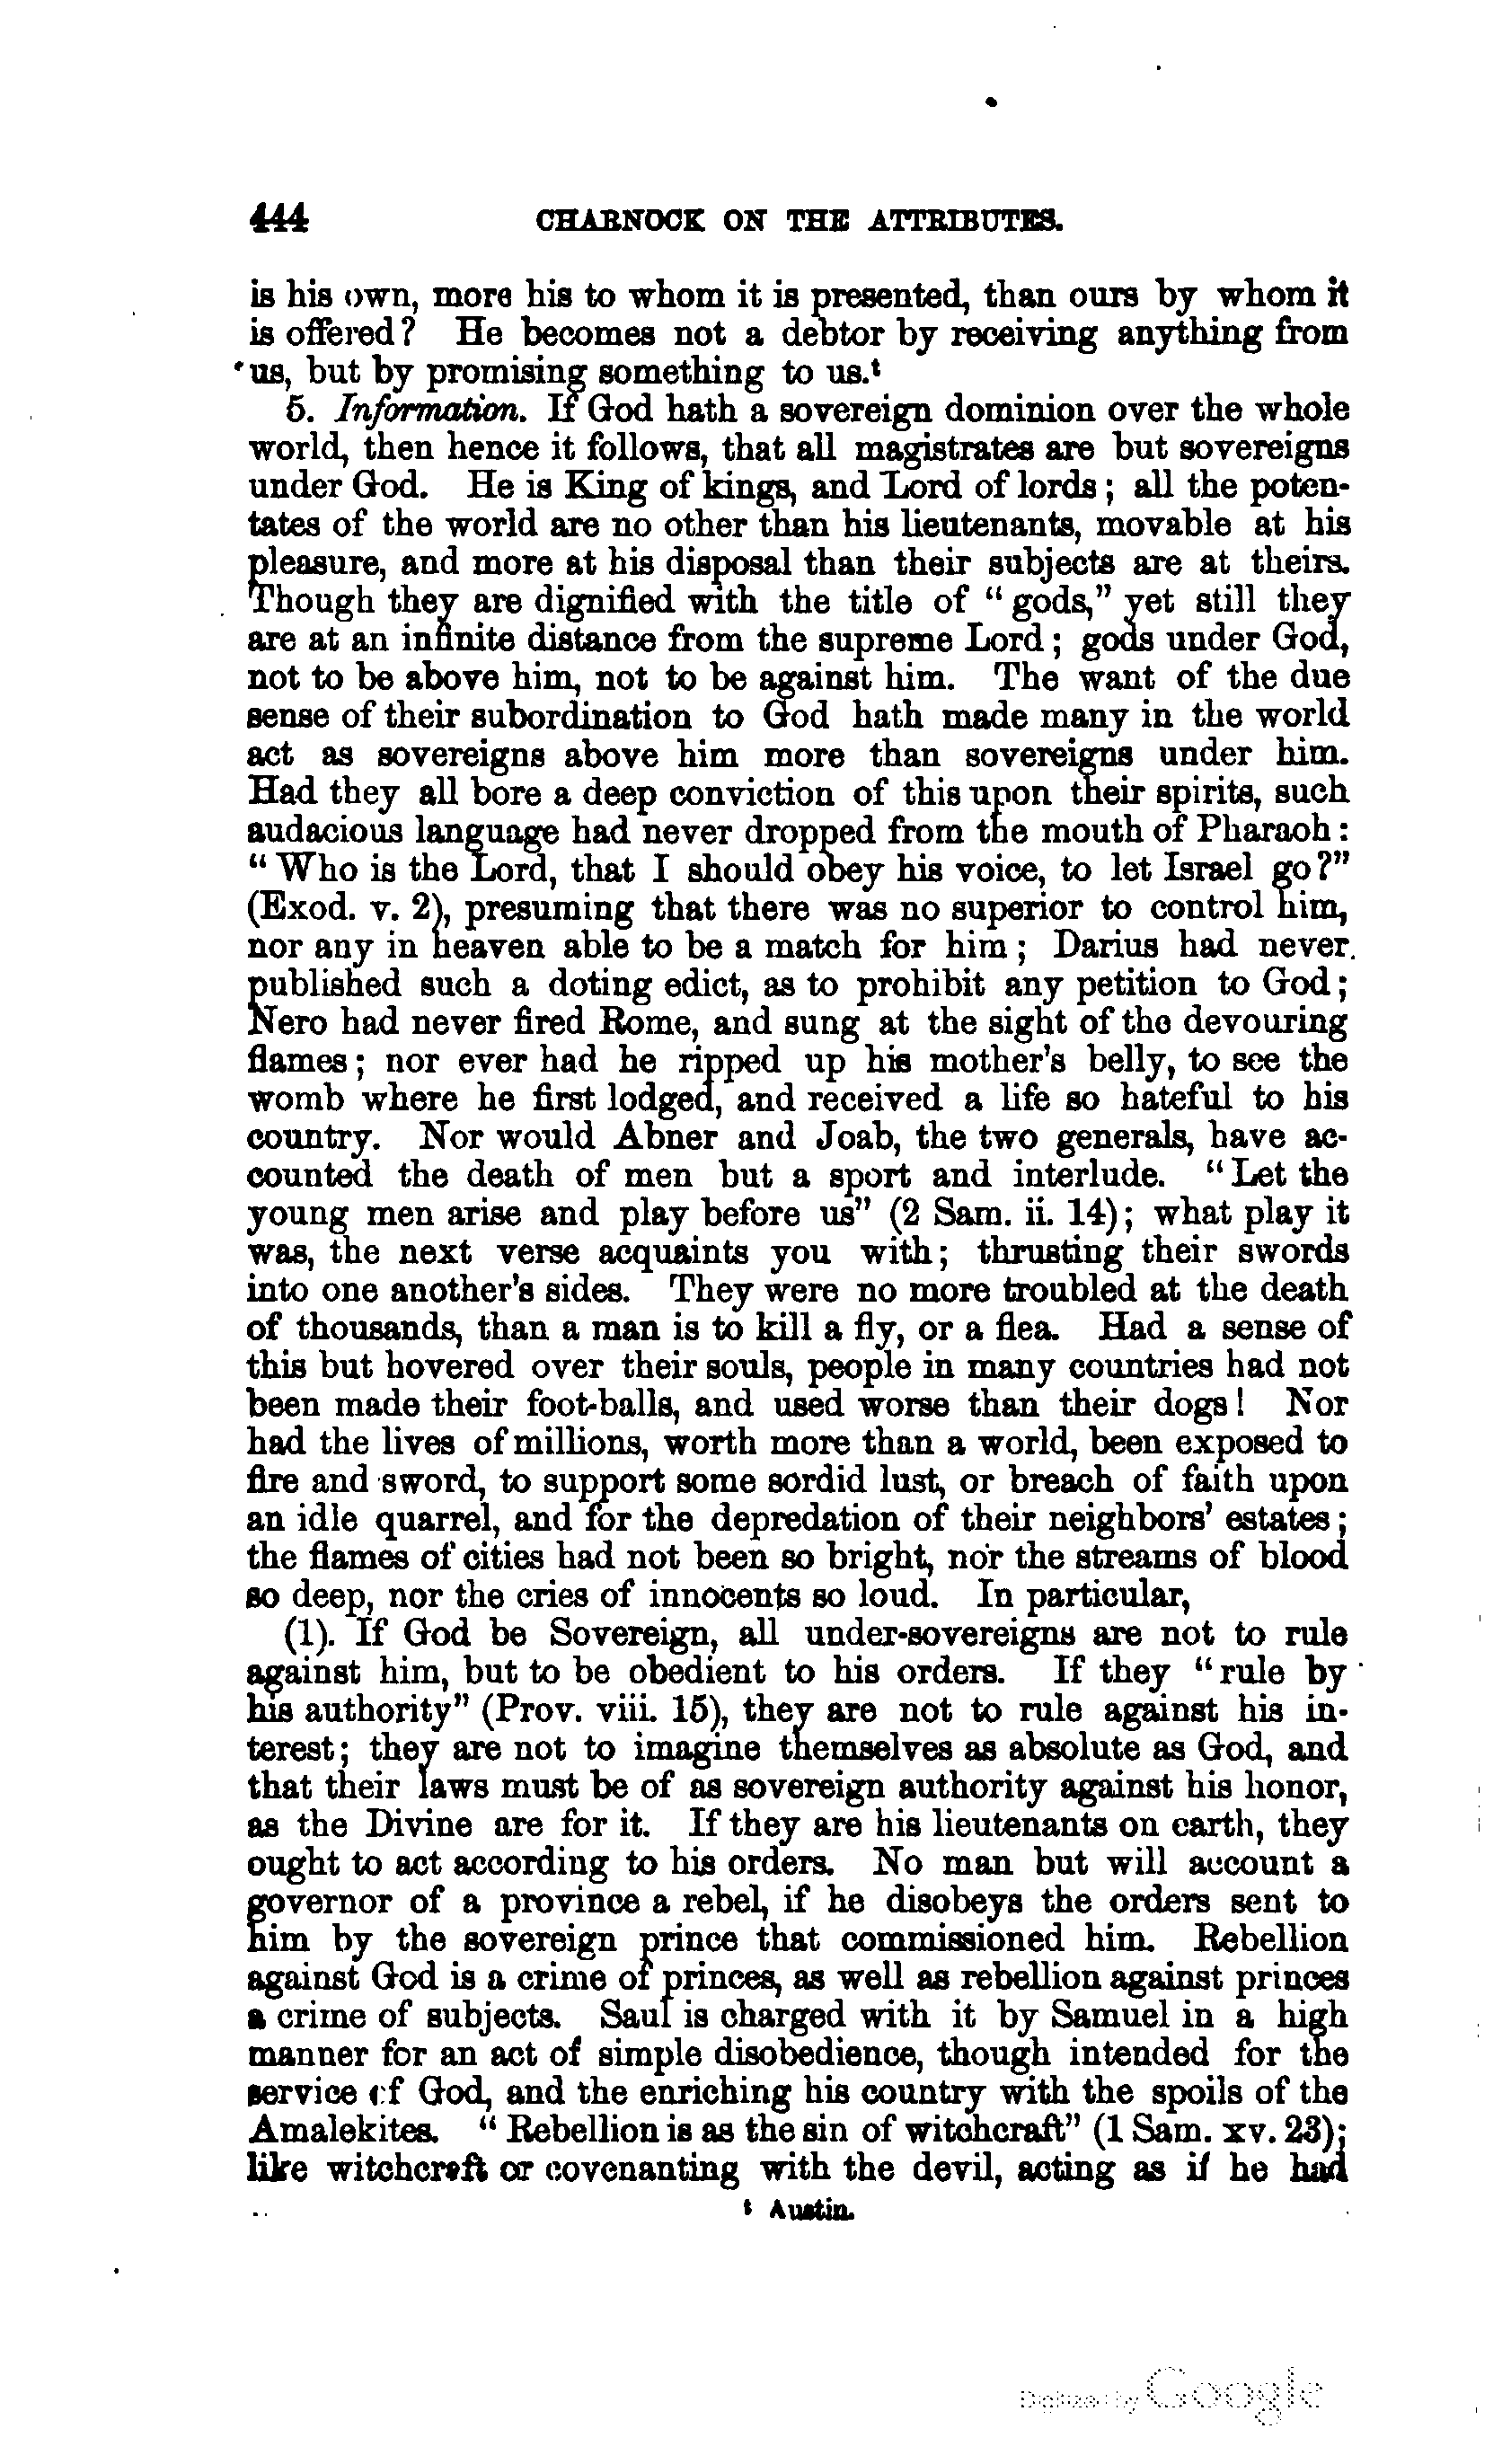 444 CHARNOCK ON THE ATTRIBUTES.
is his own, more his to whom it is presented, than ours by whom it
is offered? He becomes not a debtor by receiving anything from
us, but by promising something to us.t
5. Information. If God hath a sovereign dominion over the whole
world, then hence it follows, that all magistrates are but sovereigns
under God. He is King of kings, and Lord of lords; all the poten-
tates of the world are no other than his lieutenants, movable at his
pleasure, and more at his disposal than their subjects are at theirs.
Though they are dignified with the title of "gods," yet still they
are at an infinite distance from the supreme Lord; gods under God,
not to be above him, not to be against him. The want of the due
sense of their subordination to God hath made many in the world
act as sovereigns above him more than sovereigns under him.
Had they all bore a deep conviction of this upon their spirits, such
audacious language had never dropped from the mouth of Pharaoh:
"Who is the Lord, that I should obey his voice, to let Israel go?"
(Exod. v. 2), presuming that there was no superior to control him,
nor any in heaven able to be a match for him; Darius had never
published such a doting edict, as to prohibit any petition to God;
Nero had never fired Rome, and sung at the sight of the devouring
flames; nor ever had he ripped up his mother's belly, to see the
womb where he first lodged, and received a life so hateful to his
country. Nor would Abner and Joab, the two generals, have ac-
counted the death of men but a sport and interlude. "Let the
young men arise and play before us" (2 Sam. ii. 14); what play it
was, the next verse acquaints you with; thrusting their swords
into one another's sides. They were no more troubled at the death
of thousands, than a man is to kill a fly, or a flea. Had a sense of
this but hovered over their souls, people in many countries had not
been made their foot-balls, and used worse than their dogs! Nor
had the lives of millions, worth more than a world, been exposed to
fire and sword, to support some sordid lust, or breach of faith upon
an idle quarrel, and for the depredation of their neighbors' estates;
the flames of cities had not been so bright, nor the streams of blood
so deep, nor the cries of innocents so loud. In particular,
(1). If God be Sovereign, all under-sovereigns are not to rule
against him, but to be obedient to his orders. If they "rule by
his authority" (Prov. viii. 15), they are not to rule against his in-
terest; they are not to imagine themselves as absolute as God, and
that their laws must be of as sovereign authority against his honor,
as the Divine are for it. If they are his lieutenants on earth, they
ought to act according to his orders. No man but will account a
governor of a province a rebel, if he disobeys the orders sent to
him by the sovereign prince that commissioned him. Rebellion
against God is a crime of princes, as well as rebellion against princes
a crime of subjects. Saul is charged with it by Samuel in a high
manner for an act of simple disobedience, though intended for the
service of God, and the enriching his country with the spoils of the
Amalekites. "Rebellion is as the sin of witchcraft" (1 Sam. xv. 23);
like witchcraft or covenanting with the devil, acting as if he had
t Austin.
Digitized by Google